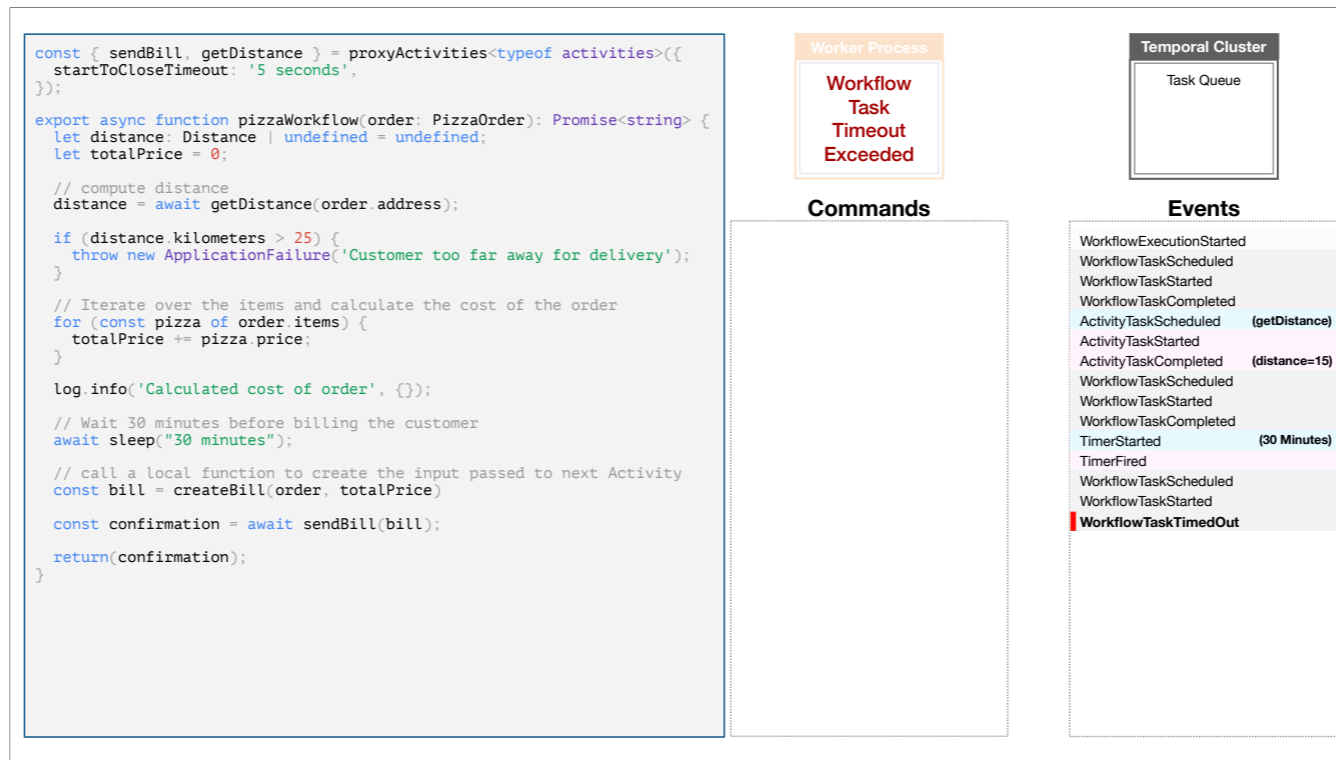 const { sendBill, getDistance } = proxyActivities<typeof activities>({
  startToCloseTimeout: '5 seconds',
});
export async function pizzaWorkflow(order: PizzaOrder): Promise<string> {
  let distance: Distance | undefined = undefined;
  let totalPrice = 0;
  // compute distance
  distance = await getDistance(order.address);
  if (distance.kilometers > 25) {
    throw new ApplicationFailure('Customer too far away for delivery');
  }
  // Iterate over the items and calculate the cost of the order
  for (const pizza of order.items) {
    totalPrice += pizza.price;
  }
  log.info('Calculated cost of order', {});
  // Wait 30 minutes before billing the customer
  await sleep("30 minutes");
  // call a local function to create the input passed to next Activity
  const bill = createBill(order, totalPrice)
  const confirmation = await sendBill(bill);
  return(confirmation);
}
Worker Process
Workflow
Task
Timeout
Exceeded
Commands
Temporal Cluster
Task Queue
Events
WorkflowExecutionStarted
WorkflowTaskScheduled
WorkflowTaskStarted
WorkflowTaskCompleted
ActivityTaskScheduled (getDistance)
ActivityTaskStarted
ActivityTaskCompleted (distance=15)
WorkflowTaskScheduled
WorkflowTaskStarted
WorkflowTaskCompleted
TimerStarted (30 Minutes)
TimerFired
WorkflowTaskScheduled
WorkflowTaskStarted
WorkflowTaskTimedOut